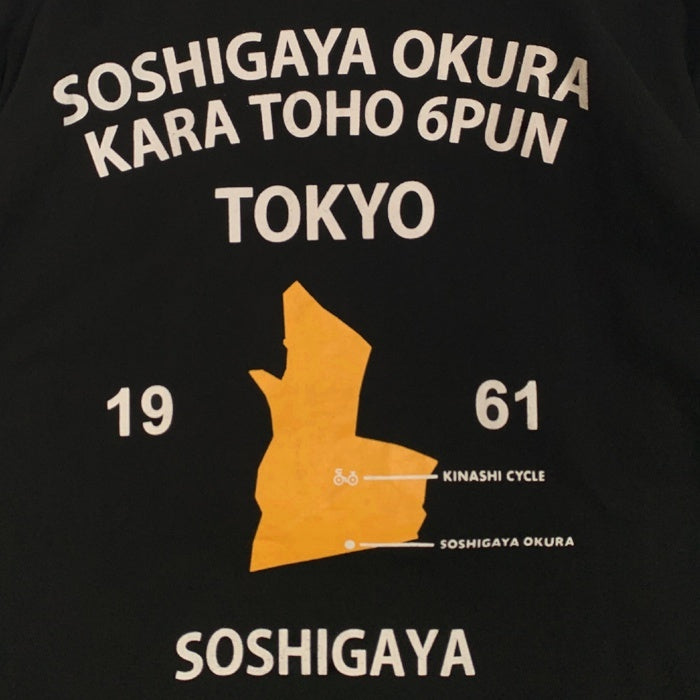 SOSHIGAYA OKURA
KARA TOHO 6PUN
TOKYO
19 61
KINASHI CYCLE
SOSHIGAYA OKURA
SOSHIGAYA